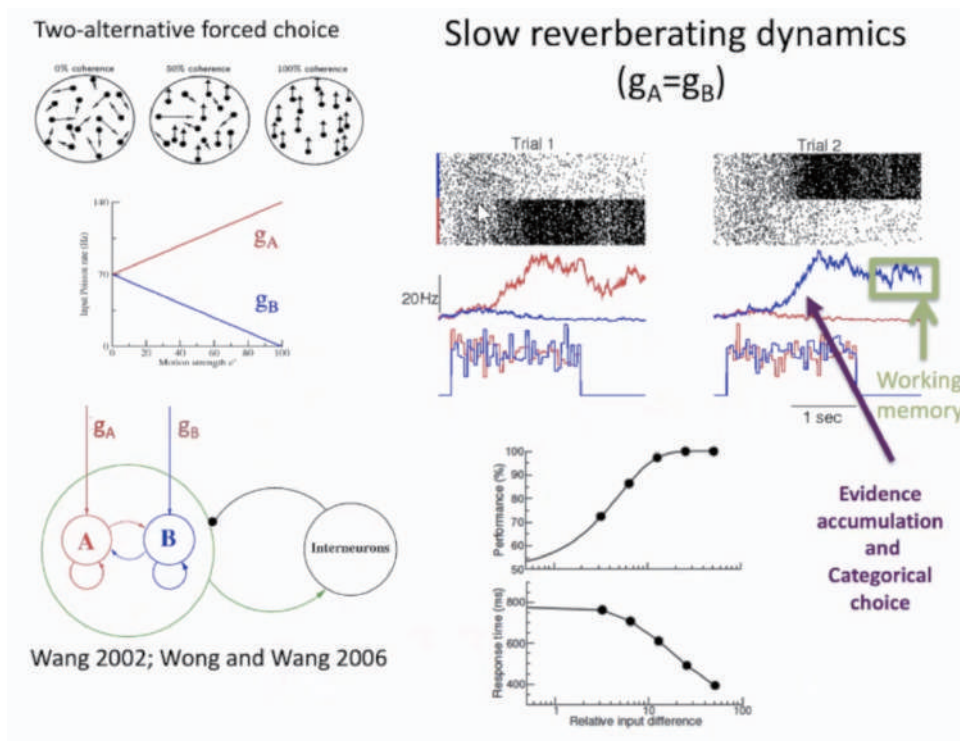 Two-alternative forced choice
0% coherence
50% coherence
100% coherence
140
70
0
Input Poisson rate (Hz)
gA
gB
0 20 40 60 80 100
Motion strength c'
gA
gB
A
B
Interneurons
Wang 2002; Wong and Wang 2006
Slow reverberating dynamics
(gA=gB)
Trial 1
Trial 2
20Hz
Working
memory
1 sec
Evidence
accumulation
and
Categorical
choice
Performance (%)
100
90
80
70
60
50
Response time (ms)
800
600
400
1 10 100
Relative input difference